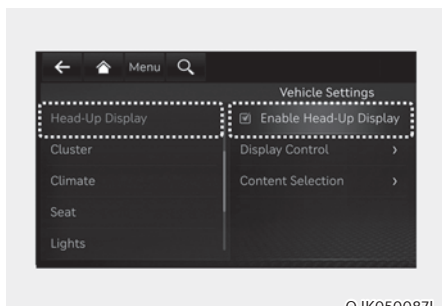 Menu
Vehicle Settings
Head-Up Display
Enable Head-Up Display
Cluster
Display Control
Climate
Content Selection
Seat
Lights